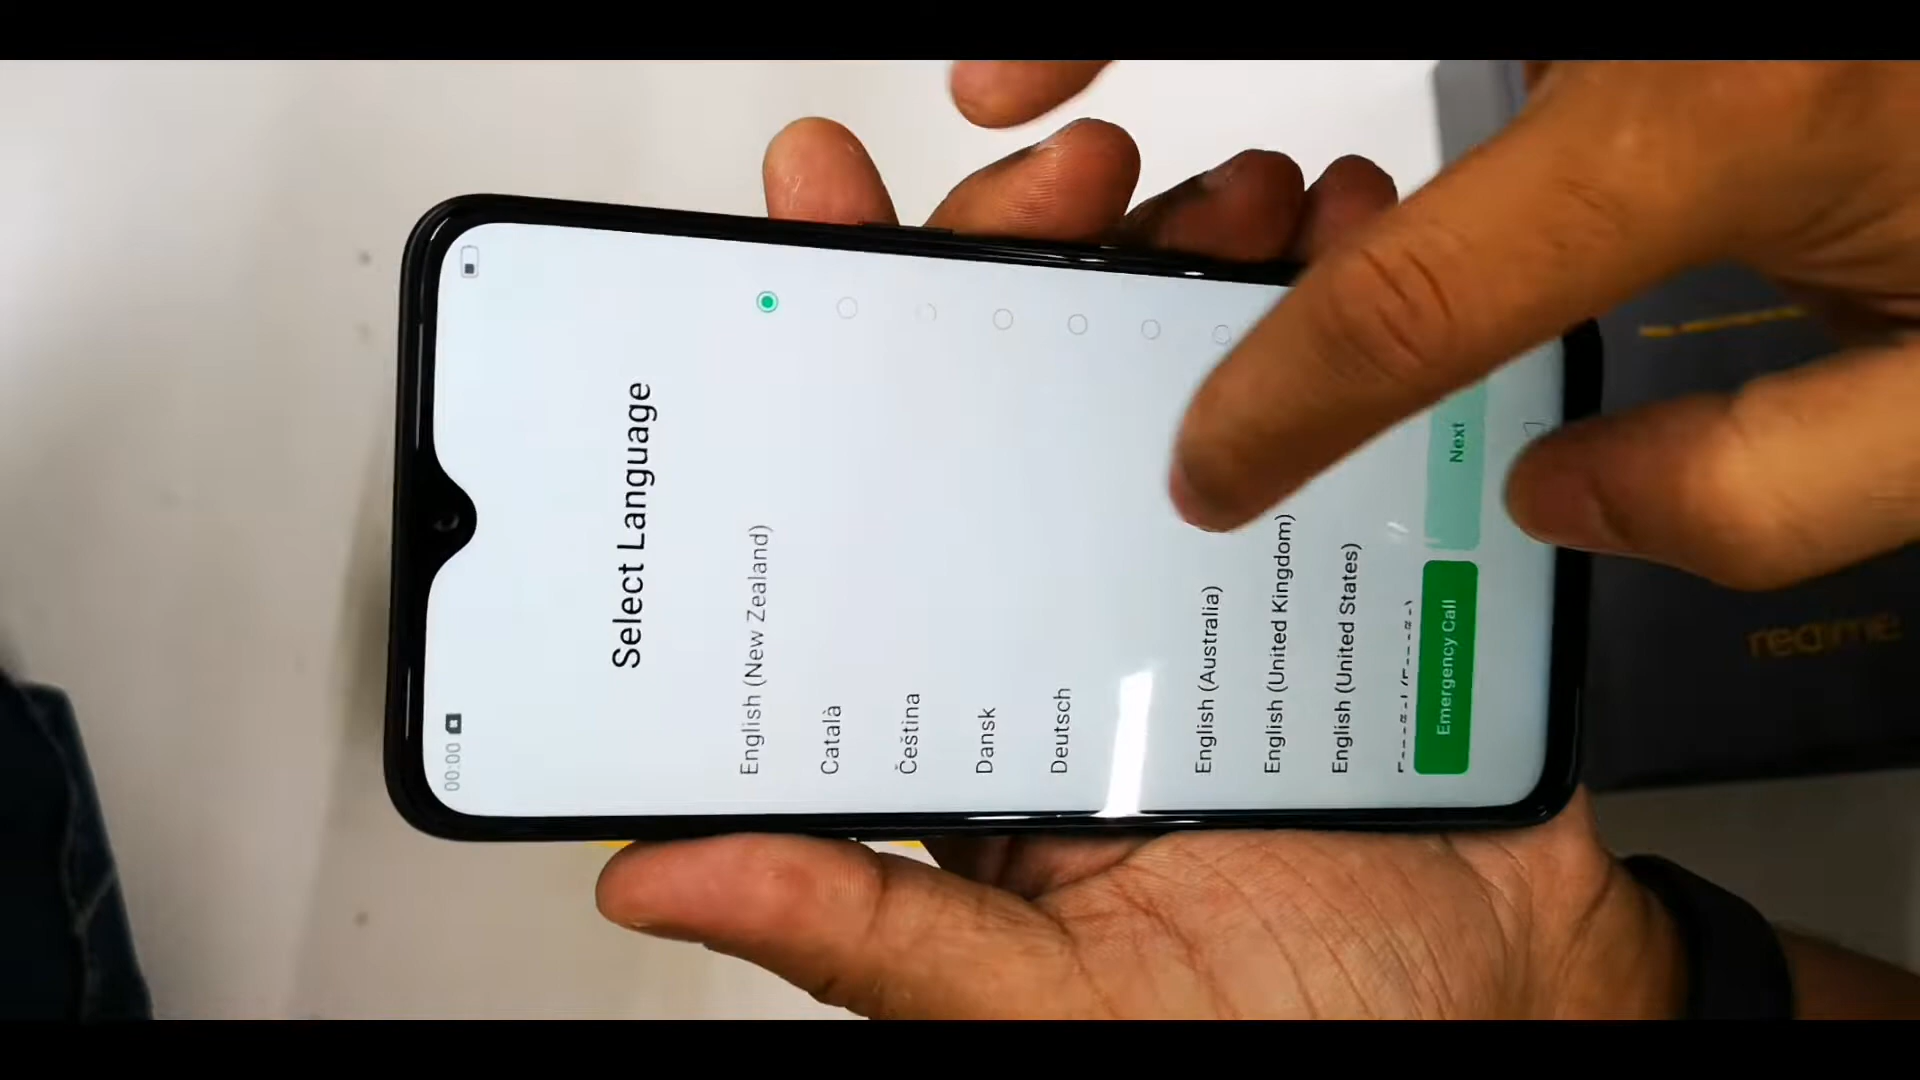 00:00
Select Language
English (New Zealand)
Català
Čeština
Dansk
Deutsch
English (Australia)
English (United Kingdom)
English (United States)
Emergency Call
Next
realme